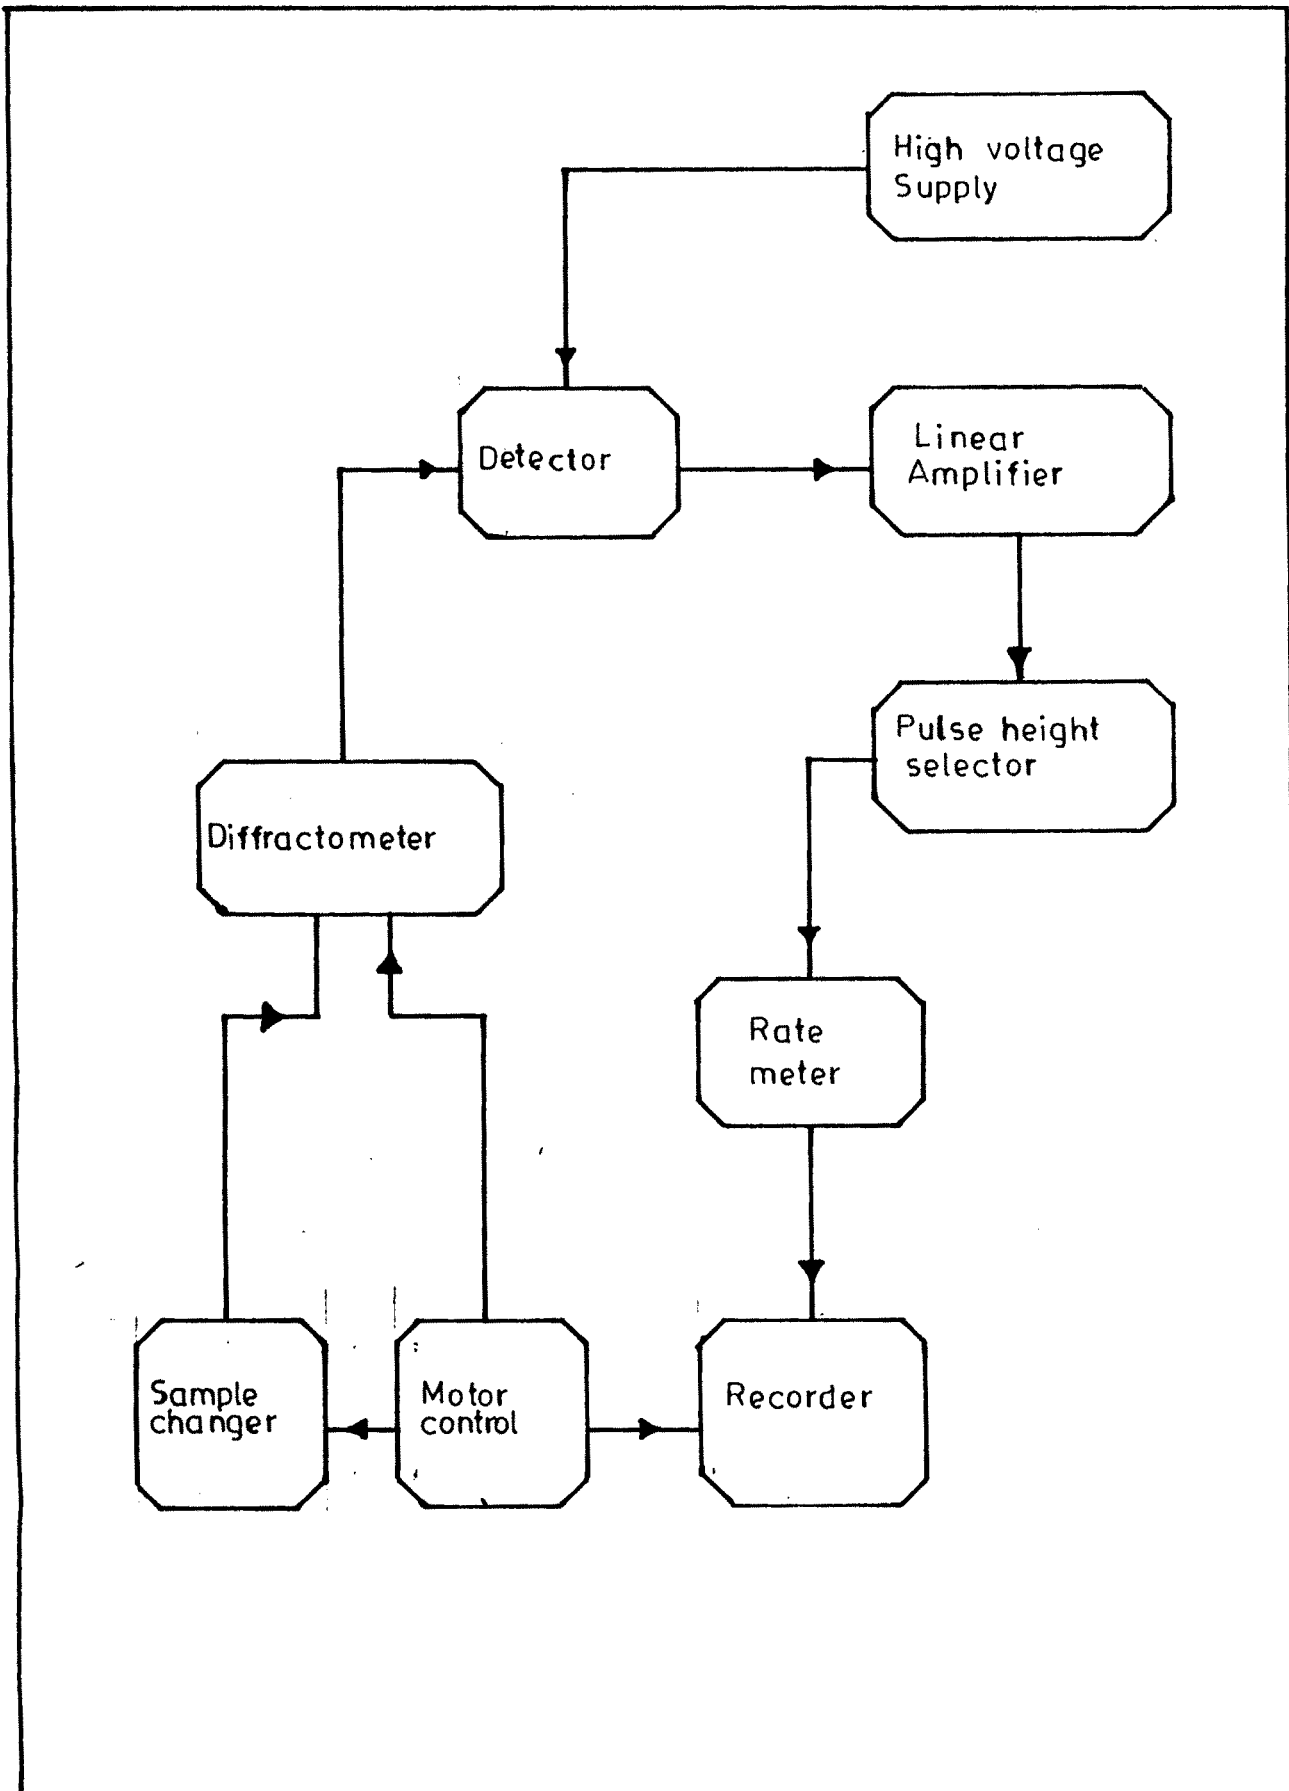 High voltage
Supply
Detector
Linear
Amplifier
Pulse height
selector
Diffractometer
Rate
meter
Sample
changer
Motor
control
Recorder